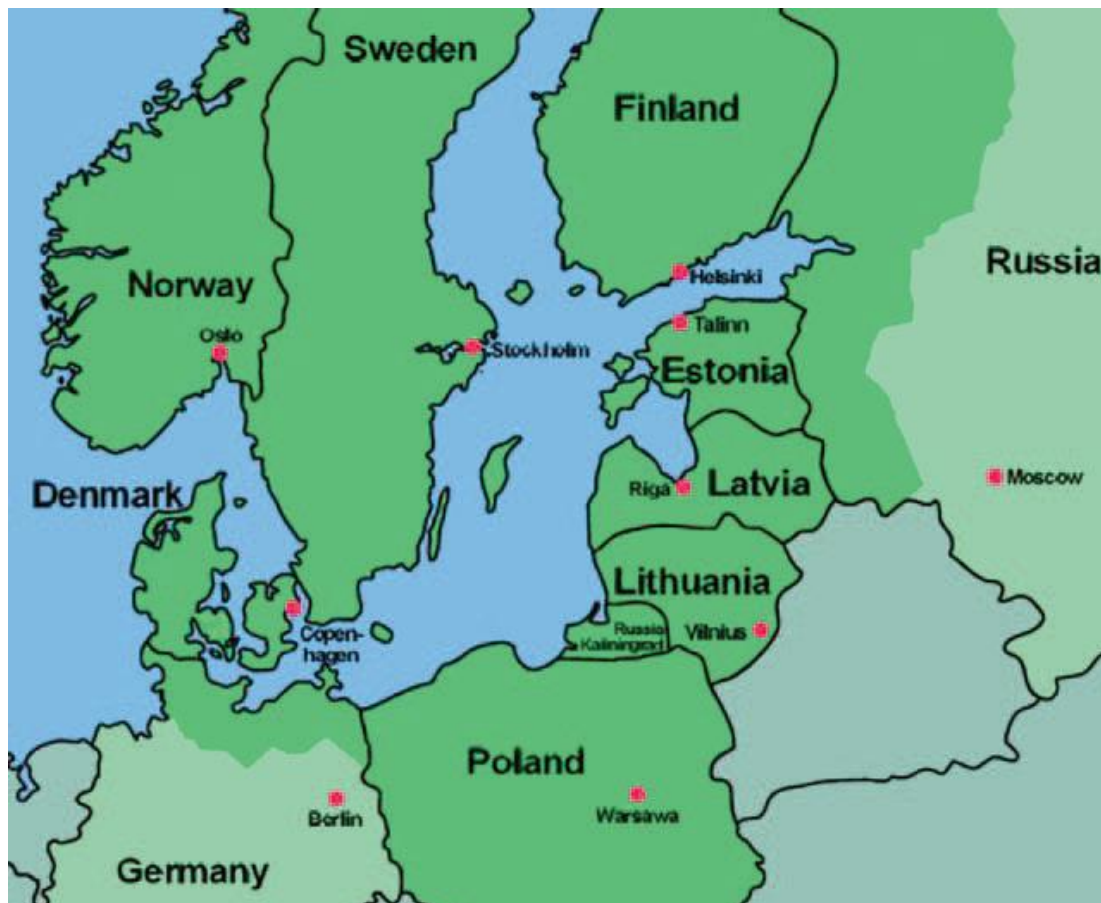 Sweden
Finland
Russia
Norway
Helsinki
Talinn
Oslo
Stockholm
Estonia
Denmark
Riga
Latvia
Moscow
Lithuania
Copen-
hagen
Russia
Kaliningrad
Vilnius
Poland
Berlin
Warsawa
Germany